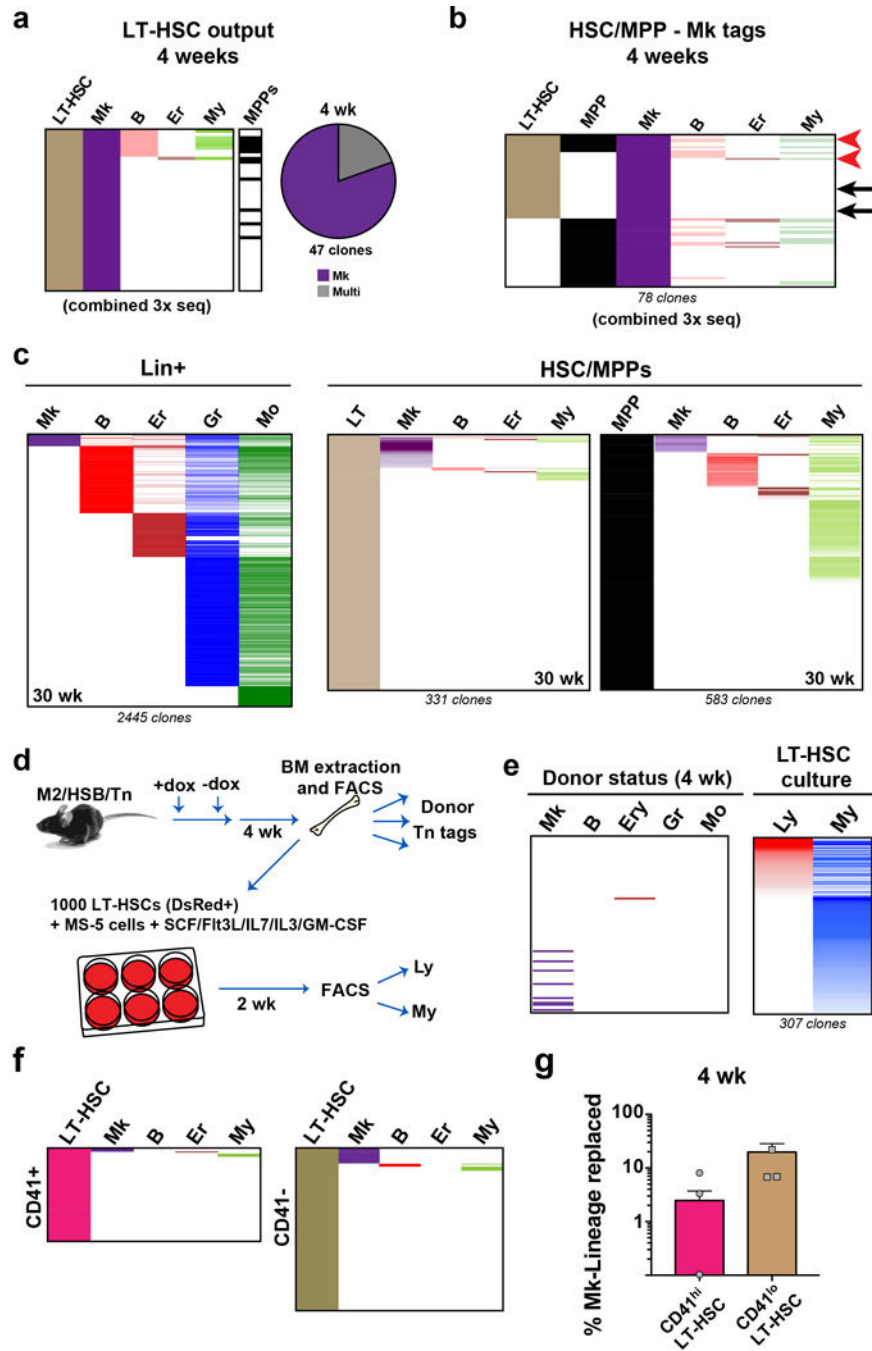 a
LT-HSC output
4 weeks
LT-HSC
Mk
B
Er
My
MPPs
4 wk
47 clones
Mk
Multi
(combined 3x seq)
b
HSC/MPP - Mk tags
4 weeks
LT-HSC
MPP
Mk
B
Er
My
78 clones
(combined 3x seq)
c
Lin+
Mk
B
Er
Gr
Mo
30 wk
2445 clones
HSC/MPPs
LT
Mk
B
Er
My
30 wk
331 clones
MPP
Mk
B
Er
My
30 wk
583 clones
d
M2/HSB/Tn
+dox
-dox
4 wk
BM extraction
and FACS
Donor
Tn tags
1000 LT-HSCs (DsRed+)
+ MS-5 cells + SCF/Flt3L/IL7/IL3/GM-CSF
2 wk
FACS
Ly
My
e
Donor status (4 wk)
Mk
B
Ery
Gr
Mo
LT-HSC
culture
Ly
My
307 clones
f
CD41+
LT-HSC
Mk
B
Er
My
CD41-
LT-HSC
Mk
B
Er
My
g
4 wk
% Mk-Lineage replaced
100
10
1
CD41hi
LT-HSC
CD41lo
LT-HSC